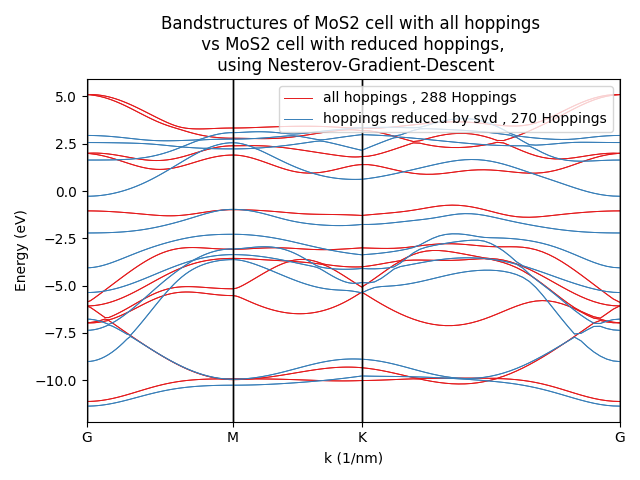 Bandstructures of MoS2 cell with all hoppings
vs MoS2 cell with reduced hoppings,
using Nesterov-Gradient-Descent
all hoppings , 288 Hoppings
hoppings reduced by svd , 270 Hoppings
Energy (eV)
5.0
2.5
0.0
−2.5
−5.0
−7.5
−10.0
G M K G
k (1/nm)